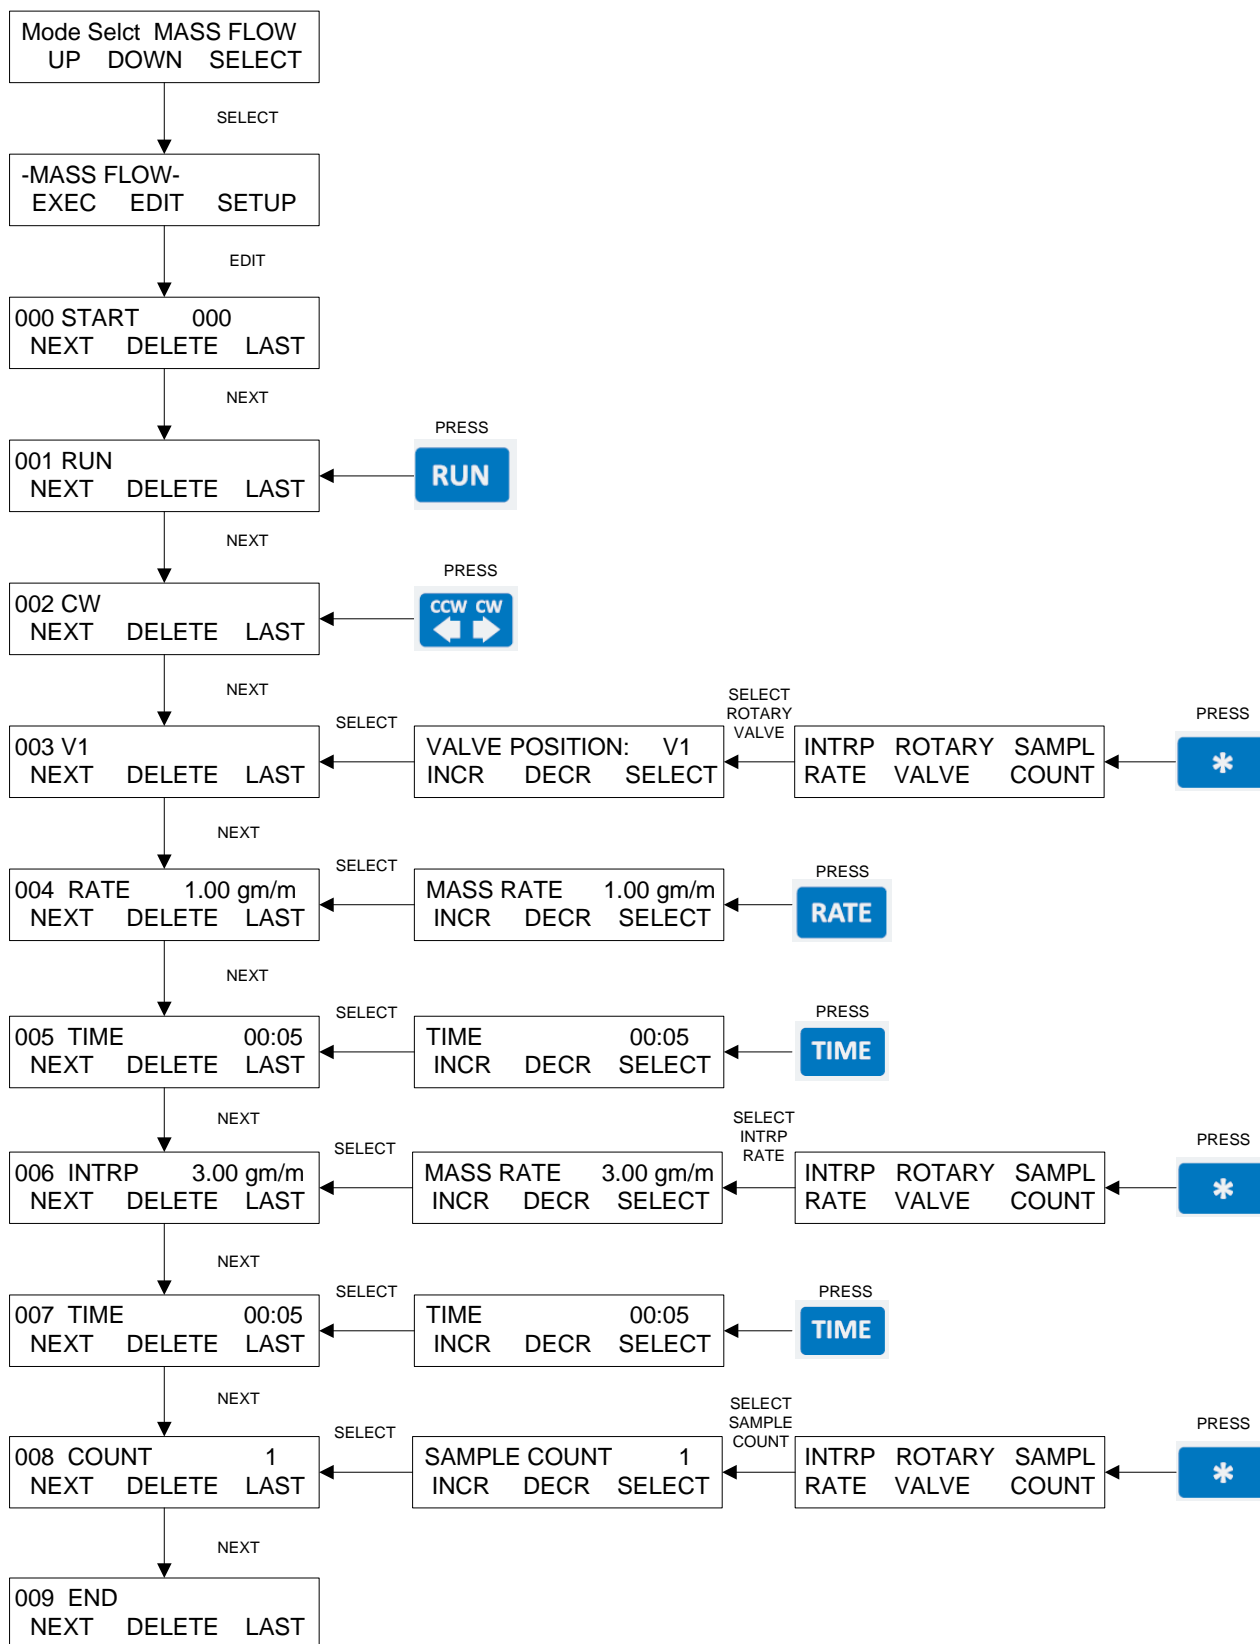 Mode Selct MASS FLOW
UP DOWN SELECT
SELECT
-MASS FLOW-
EXEC EDIT SETUP
EDIT
000 START 000
NEXT DELETE LAST
NEXT
001 RUN
NEXT DELETE LAST
PRESS
RUN
NEXT
002 CW
NEXT DELETE LAST
PRESS
CCW CW
NEXT
003 V1
NEXT DELETE LAST
SELECT
VALVE POSITION: V1
INCR DECR SELECT
SELECT
ROTARY
VALVE
INTRP ROTARY SAMPL
RATE VALVE COUNT
PRESS
*
NEXT
004 RATE 1.00 gm/m
NEXT DELETE LAST
SELECT
MASS RATE 1.00 gm/m
INCR DECR SELECT
PRESS
RATE
NEXT
005 TIME 00:05
NEXT DELETE LAST
SELECT
TIME 00:05
INCR DECR SELECT
PRESS
TIME
NEXT
006 INTRP 3.00 gm/m
NEXT DELETE LAST
SELECT
MASS RATE 3.00 gm/m
INCR DECR SELECT
SELECT
INTRP
RATE
INTRP ROTARY SAMPL
RATE VALVE COUNT
PRESS
*
NEXT
007 TIME 00:05
NEXT DELETE LAST
SELECT
TIME 00:05
INCR DECR SELECT
PRESS
TIME
NEXT
008 COUNT 1
NEXT DELETE LAST
SELECT
SAMPLE COUNT 1
INCR DECR SELECT
SELECT
SAMPLE
COUNT
INTRP ROTARY SAMPL
RATE VALVE COUNT
PRESS
*
NEXT
009 END
NEXT DELETE LAST